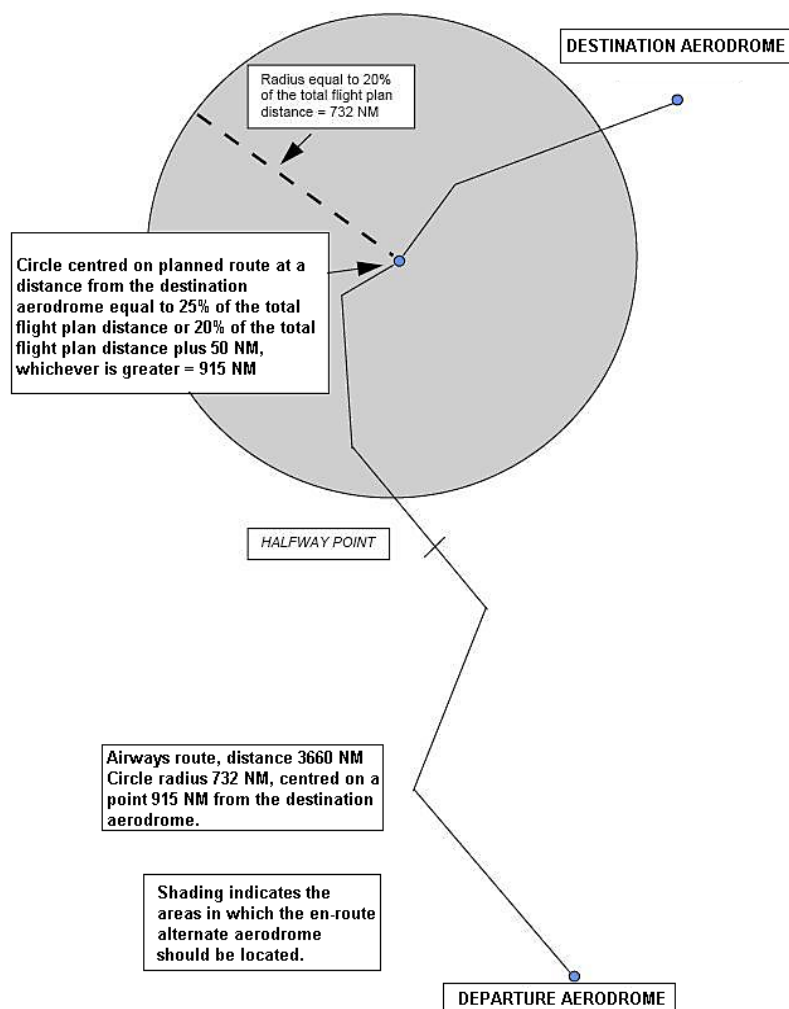 DESTINATION AERODROME
Radius equal to 20%
of the total flight plan
distance = 732 NM
Circle centred on planned route at a
distance from the destination
aerodrome equal to 25% of the total
flight plan distance or 20% of the total
flight plan distance plus 50 NM,
whichever is greater = 915 NM
HALFWAY POINT
Airways route, distance 3660 NM
Circle radius 732 NM, centred on a
point 915 NM from the destination
aerodrome.
Shading indicates the
areas in which the en-route
alternate aerodrome
should be located.
DEPARTURE AERODROME